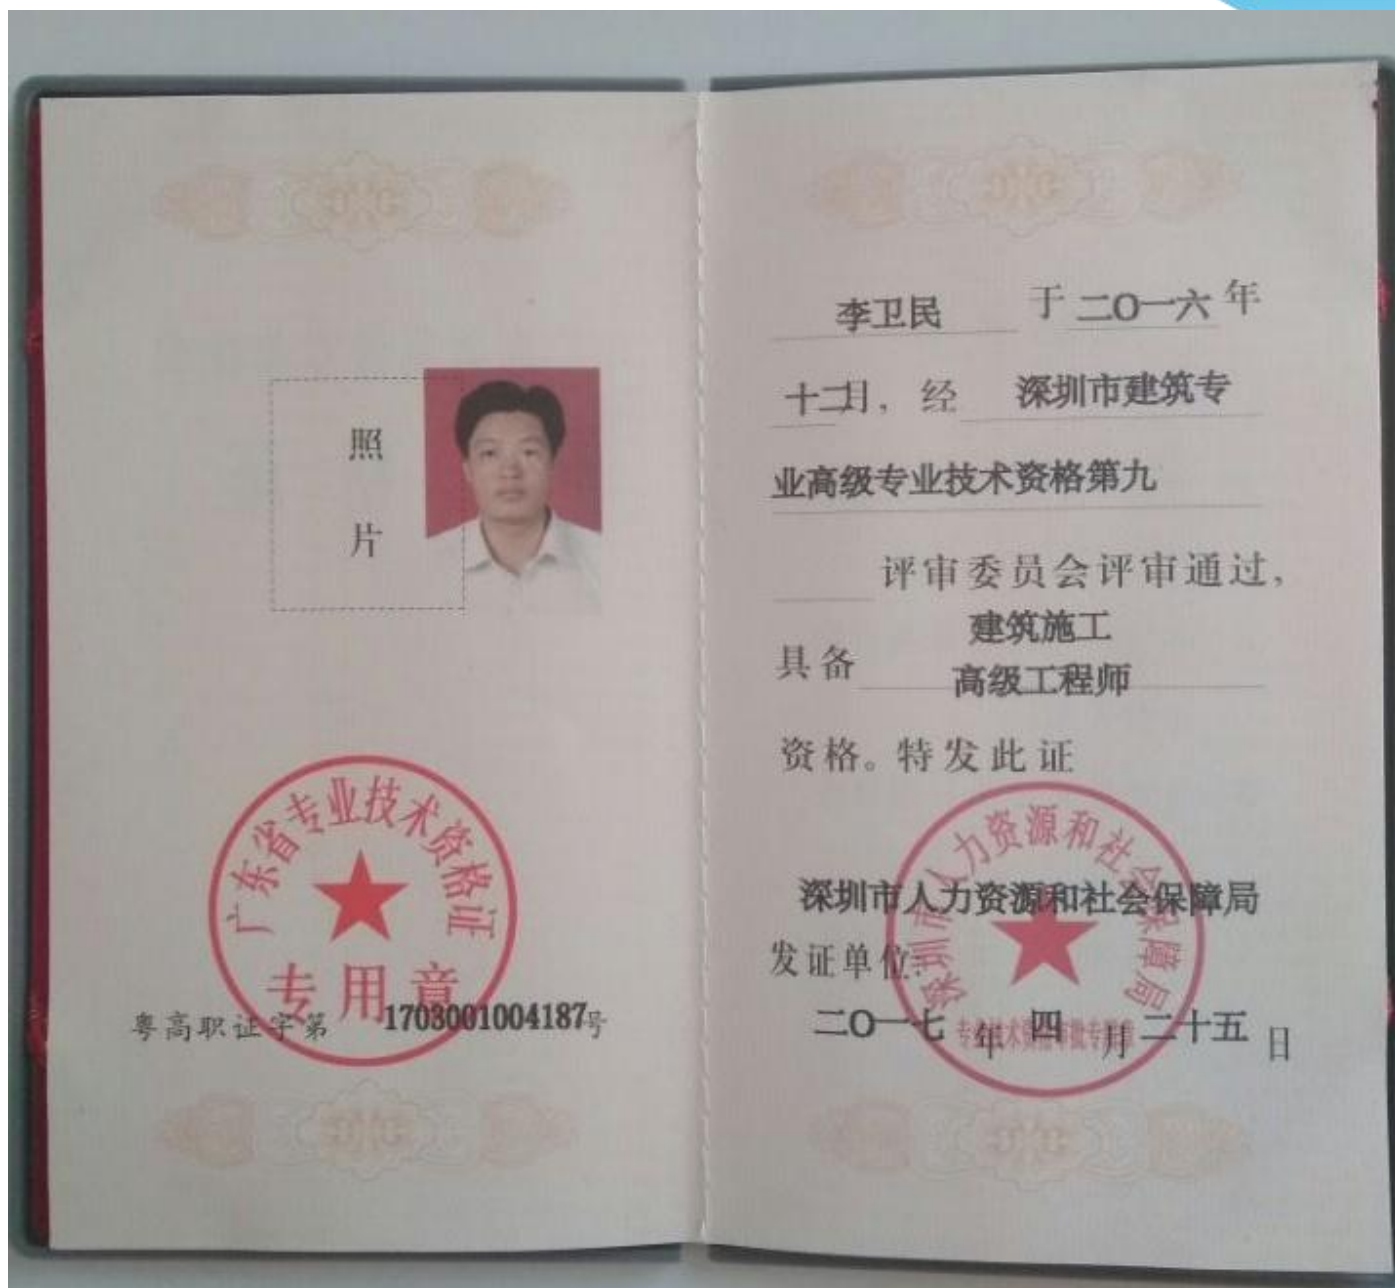 照
片
广东省专业技术资格证
专用章
粤高职证字第 1703001004187号
李卫民 于 二〇一六 年
十二月，经 深圳市建筑专
业高级专业技术资格第九
评审委员会评审通过，
建筑施工
具备
高级工程师
资格。特发此证
深圳市人力资源和社会保障局
深圳市人力资源和社会保障局
发证单位：
二〇一七 年 四 月 二十五 日